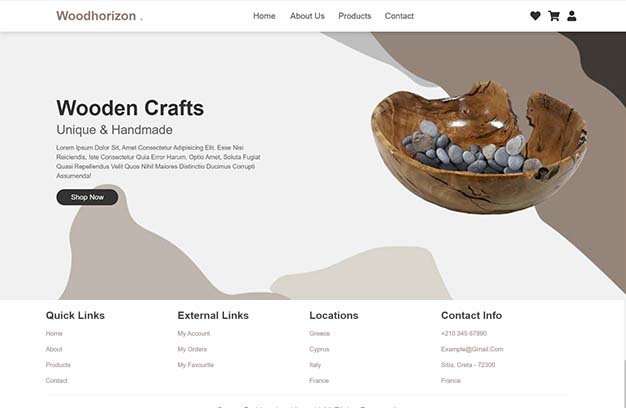 Woodhorizon .
Home About Us Products Contact
Wooden Crafts
Unique & Handmade
Lorem Ipsum Dolor Sit, Amet Consectetur Adipisicing Elit. Esse Nisi
Reiciendis, Iste Consectetur Quia Error Harum. Optio Amet, Soluta Fugiat
Quasi Repellendus Velit Quos Nihil Maiores Distinctio Ducimus Corrupti
Assumenda!
Shop Now
Quick Links External Links Locations Contact Info
Home My Account Greece +210 345 67890
About My Orders Cyprus Example@Gmail.Com
Products My Favourite Italy Sitia, Creta - 72300
Contact France France